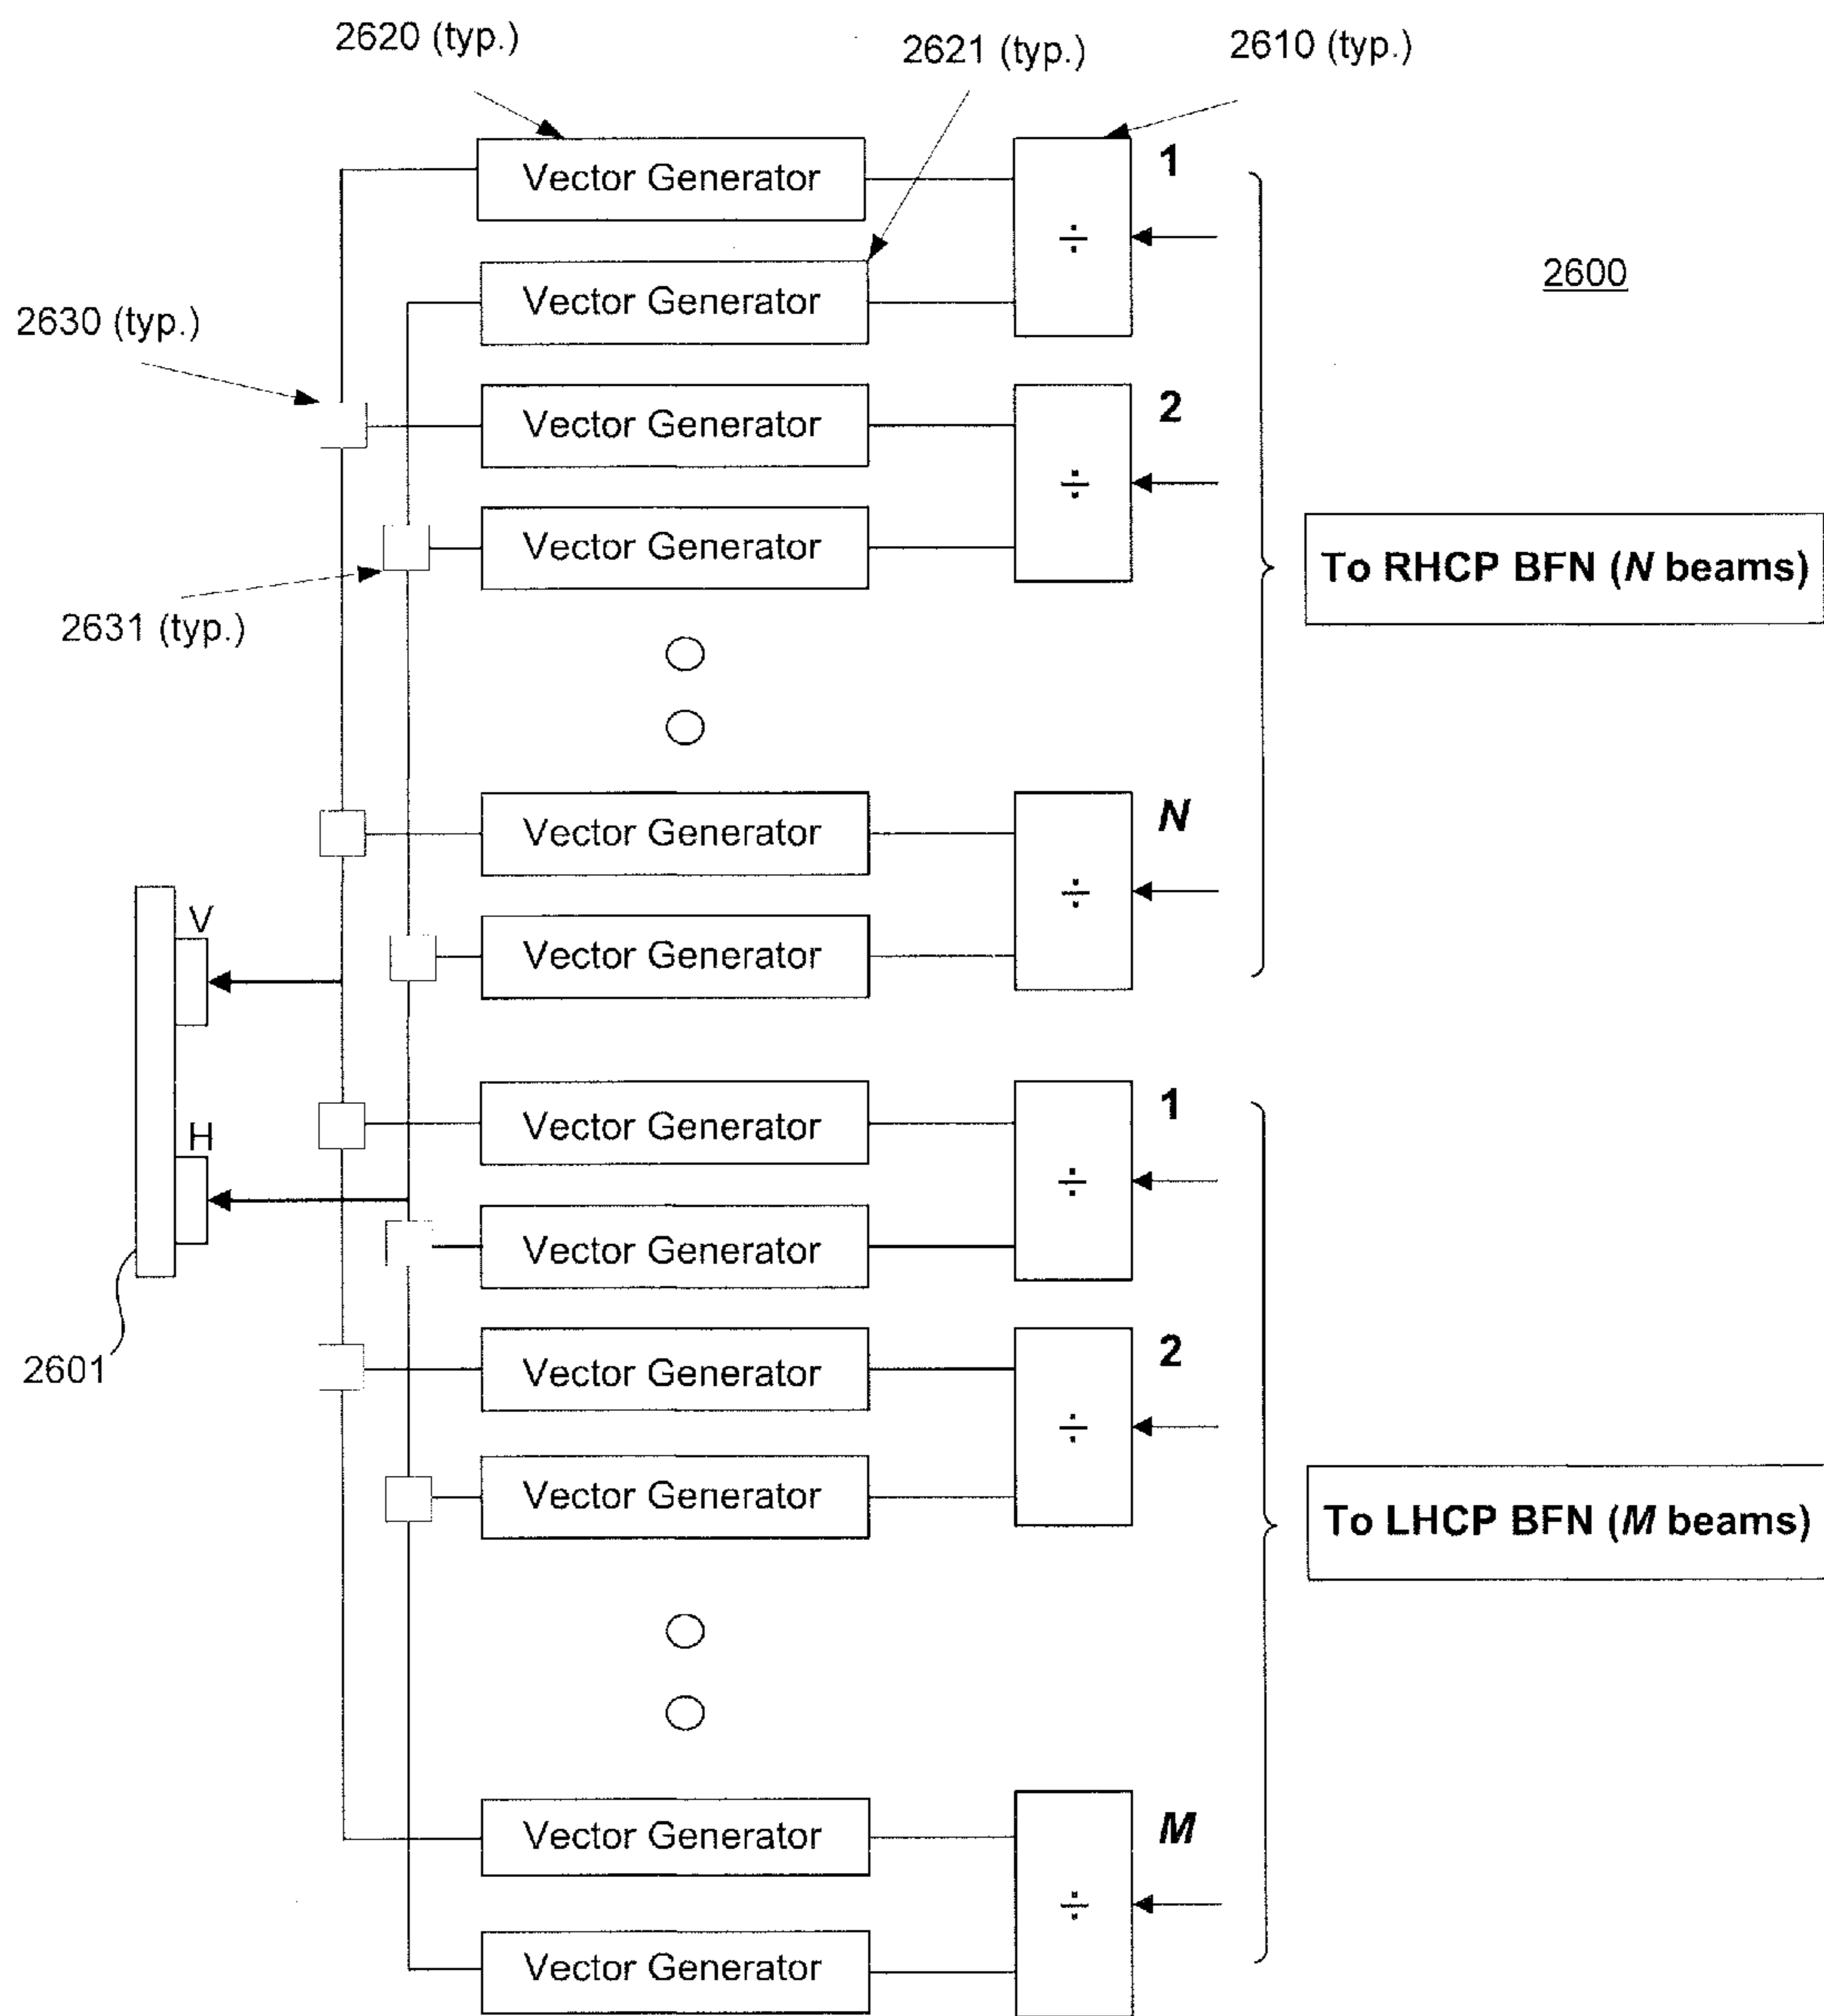 2620 (typ.)
2621 (typ.)
2610 (typ.)
Vector Generator
1
÷
2600
Vector Generator
2630 (typ.)
Vector Generator
2
÷
Vector Generator
To RHCP BFN (N beams)
2631 (typ.)
Vector Generator
N
÷
V
Vector Generator
Vector Generator
1
H
÷
Vector Generator
Vector Generator
2
2601
÷
Vector Generator
To LHCP BFN (M beams)
Vector Generator
M
÷
Vector Generator